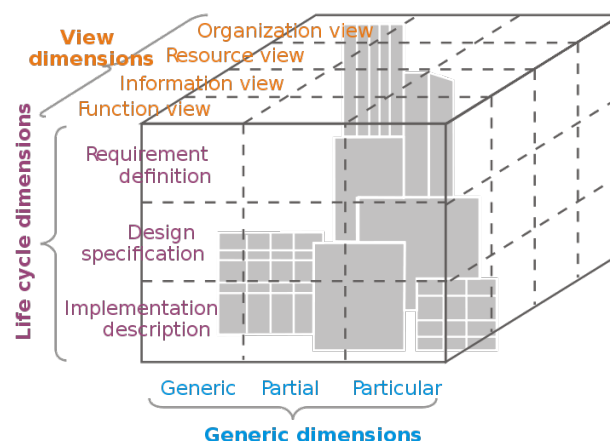 Organization view
View
dimensions
Resource view
Information view
Function view
Life cycle dimensions
Requirement
definition
Design
specification
Implementation
description
Generic Partial Particular
Generic dimensions